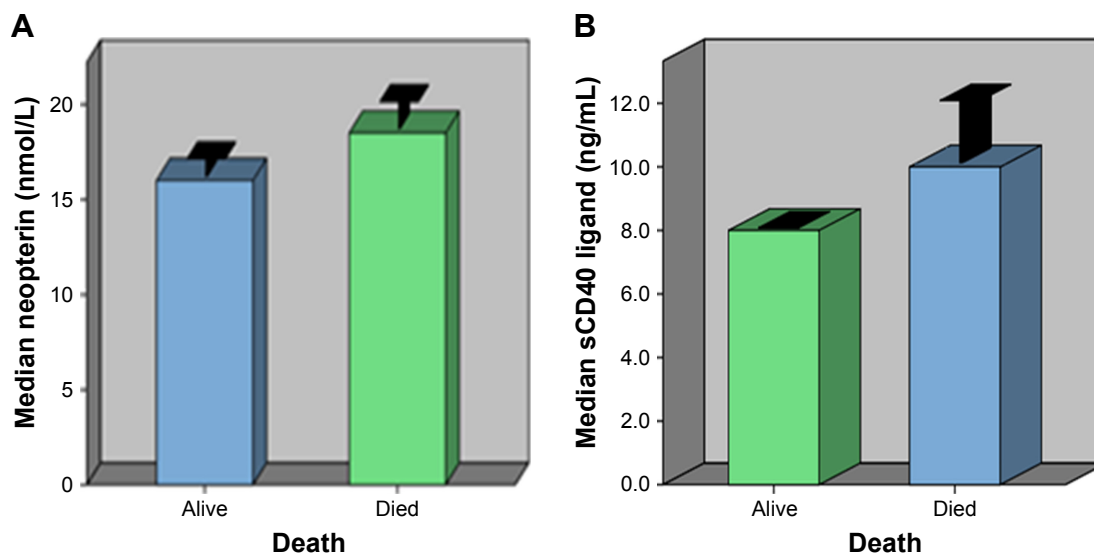 A
Median neopterin (nmol/L)
20
15
10
5
0
Alive
Died
Death
B
Median sCD40 ligand (ng/mL)
12.0
10.0
8.0
6.0
4.0
2.0
0.0
Alive
Died
Death